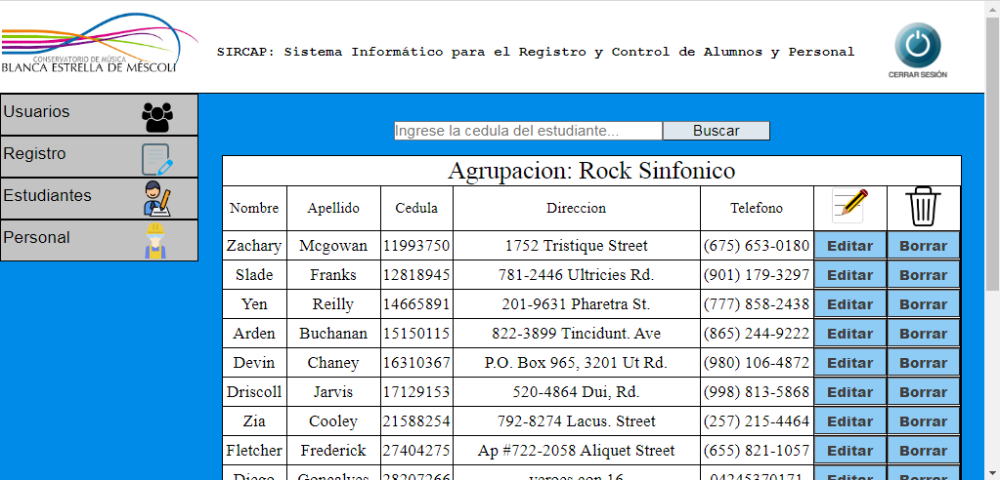 CONSERVATORIO DE MÚSICA
BLANCA ESTRELLA DE MÉSCOLI
SIRCAP: Sistema Informático para el Registro y Control de Alumnos y Personal
CERRAR SESIÓN
Usuarios
Registro
Estudiantes
Personal
Ingrese la cedula del estudiante... Buscar
Agrupacion: Rock Sinfonico
Nombre Apellido Cedula Direccion Telefono
Zachary Mcgowan 11993750 1752 Tristique Street (675) 653-0180 Editar Borrar
Slade Franks 12818945 781-2446 Ultricies Rd. (901) 179-3297 Editar Borrar
Yen Reilly 14665891 201-9631 Pharetra St. (777) 858-2438 Editar Borrar
Arden Buchanan 15150115 822-3899 Tincidunt. Ave (865) 244-9222 Editar Borrar
Devin Chaney 16310367 P.O. Box 965, 3201 Ut Rd. (980) 106-4872 Editar Borrar
Driscoll Jarvis 17129153 520-4864 Dui, Rd. (998) 813-5868 Editar Borrar
Zia Cooley 21588254 792-8274 Lacus. Street (257) 215-4464 Editar Borrar
Fletcher Frederick 27404275 Ap #722-2058 Aliquet Street (655) 821-1057 Editar Borrar
Diego Goncalves 28207266 04245370171 Editar Borrar